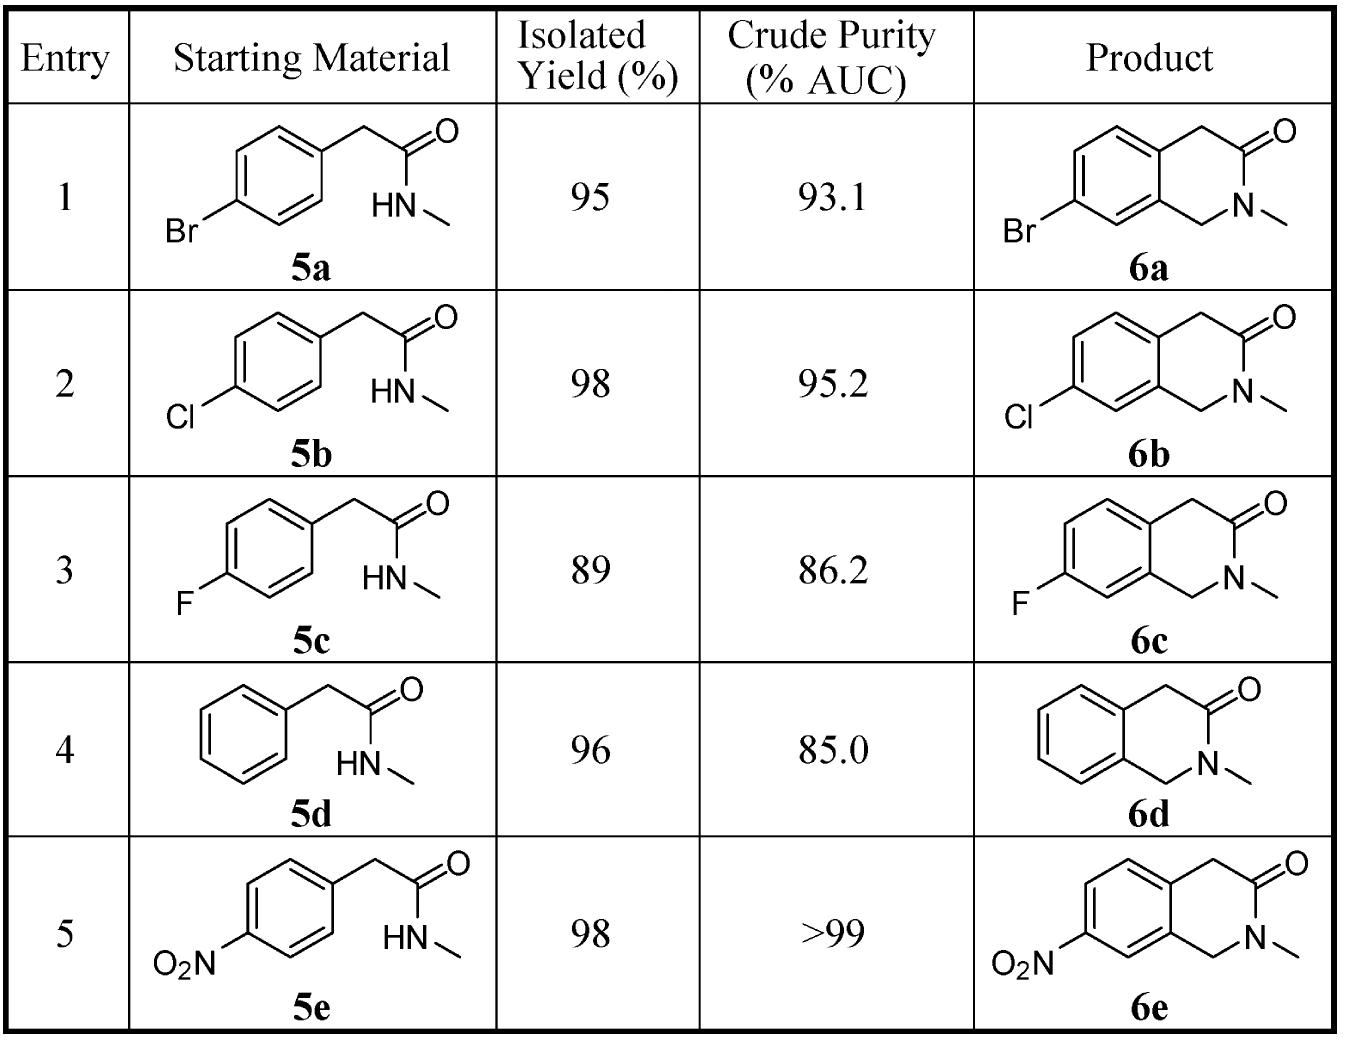 Entry Starting Material Isolated Yield (%) Crude Purity (% AUC) Product
1 Br O HN 5a 95 93.1 Br O N 6a
2 Cl O HN 5b 98 95.2 Cl O N 6b
3 F O HN 5c 89 86.2 F O N 6c
4 O HN 5d 96 85.0 O N 6d
5 O₂N O HN 5e 98 >99 O₂N O N 6e